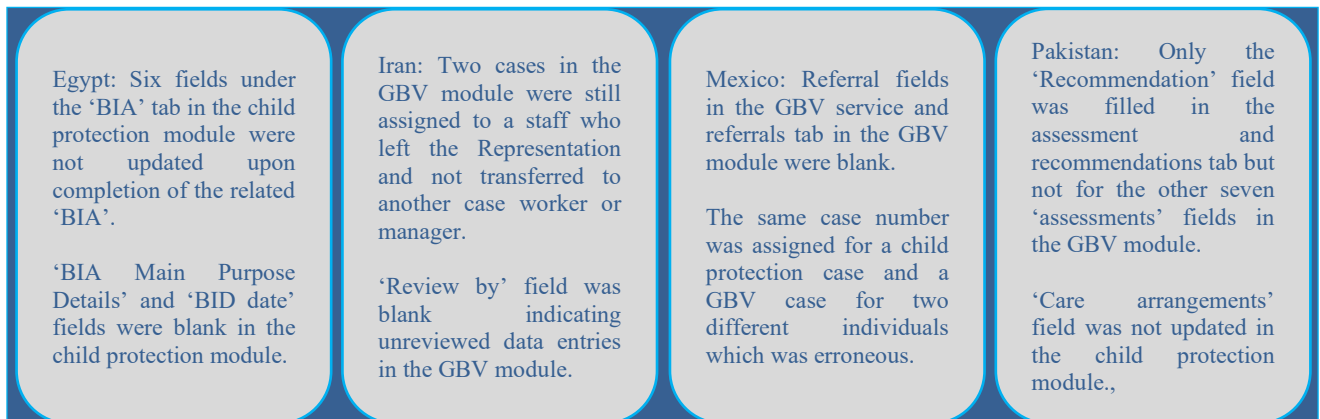 Egypt: Six fields under
the ‘BIA’ tab in the child
protection module were
not updated upon
completion of the related
‘BIA’.
‘BIA Main Purpose
Details’ and ‘BID date’
fields were blank in the
child protection module.
Iran: Two cases in the
GBV module were still
assigned to a staff who
left the Representation
and not transferred to
another case worker or
manager.
‘Review by’ field was
blank indicating
unreviewed data entries
in the GBV module.
Mexico: Referral fields
in the GBV service and
referrals tab in the GBV
module were blank.
The same case number
was assigned for a child
protection case and a
GBV case for two
different individuals
which was erroneous.
Pakistan: Only the
‘Recommendation’ field
was filled in the
assessment and
recommendations tab but
not for the other seven
‘assessments’ fields in
the GBV module.
‘Care arrangements’
field was not updated in
the child protection
module.,